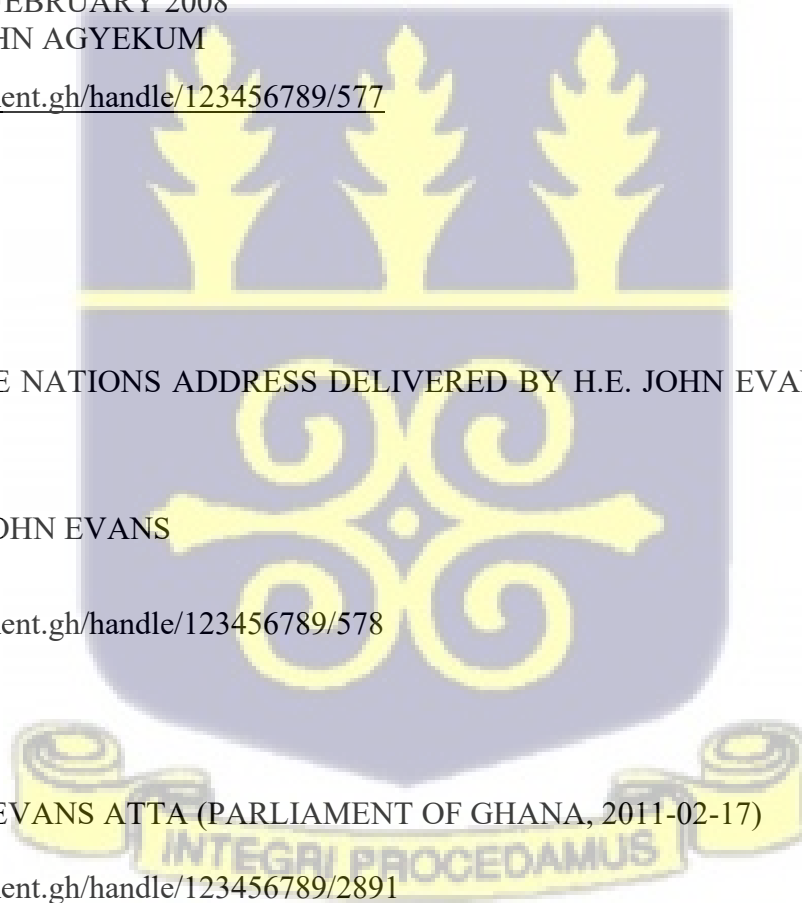 EBRUARY 2008
HN AGYEKUM
ent.gh/handle/123456789/577
E NATIONS ADDRESS DELIVERED BY H.E. JOHN EVA
OHN EVANS
ent.gh/handle/123456789/578
EVANS ATTA (PARLIAMENT OF GHANA, 2011-02-17)
INTEGRI PROCEDAMUS
ent.gh/handle/123456789/2891